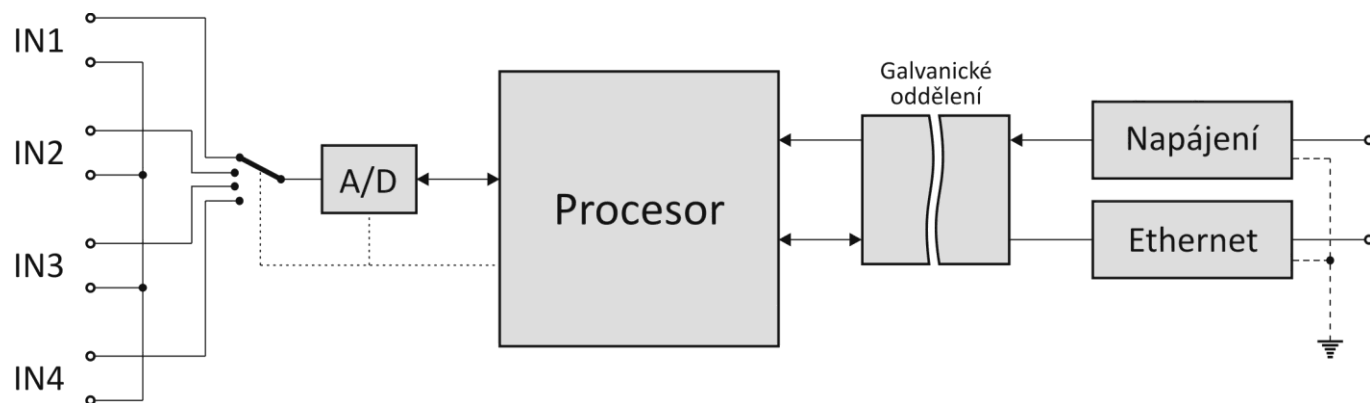 IN1
IN2
IN3
IN4
A/D
Procesor
Galvanické
oddělení
Napájení
Ethernet